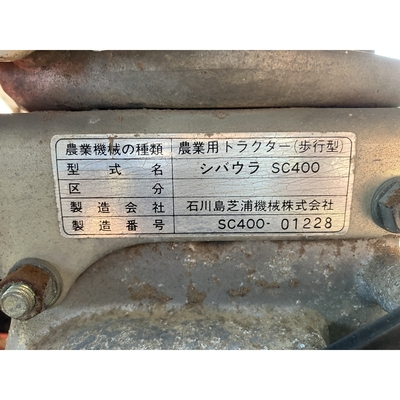 農業機械の種類 農業用トラクター(歩行型)
型式名 シバウラ SC400
区分
製造会社 石川島芝浦機械株式会社
製造番号 SC400- 01228